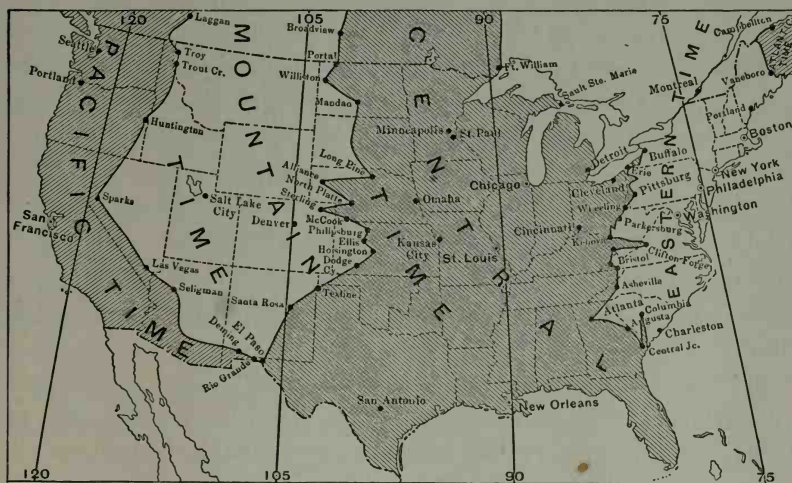 120
105
90
75
Laggan
Broadview
Campbellton
Seattle
Troy
Trout Cr.
Portal
Ft. William
Vanceboro
ATLANTIC TIME
Portland
Williston
Sault Ste. Marie
Montreal
Mandan
Portland
Huntington
Minneapolis
St. Paul
Boston
Detroit
Buffalo
Long Pine
Alliance
North Platte
Sterling
Chicago
Cleveland
Erie
Pittsburg
New York
Philadelphia
Sparks
Salt Lake
City
Omaha
Wheeling
Washington
San
Francisco
Denver
McCook
Philipsburg
Ellis
Hoisington
Dodge
Cy.
Kansas
City
St. Louis
Cincinnati
Parkersburg
Kenova
Clifton-Forge
Las Vegas
Bristol
Seligman
Santa Rosa
Texline
Asheville
Atlanta
Columbia
Augusta
Charleston
Central Jc.
Deming
El Paso
Rio Grande
San Antonio
New Orleans
PACIFIC TIME
MOUNTAIN TIME
CENTRAL TIME
EASTERN TIME
120
105
90
75